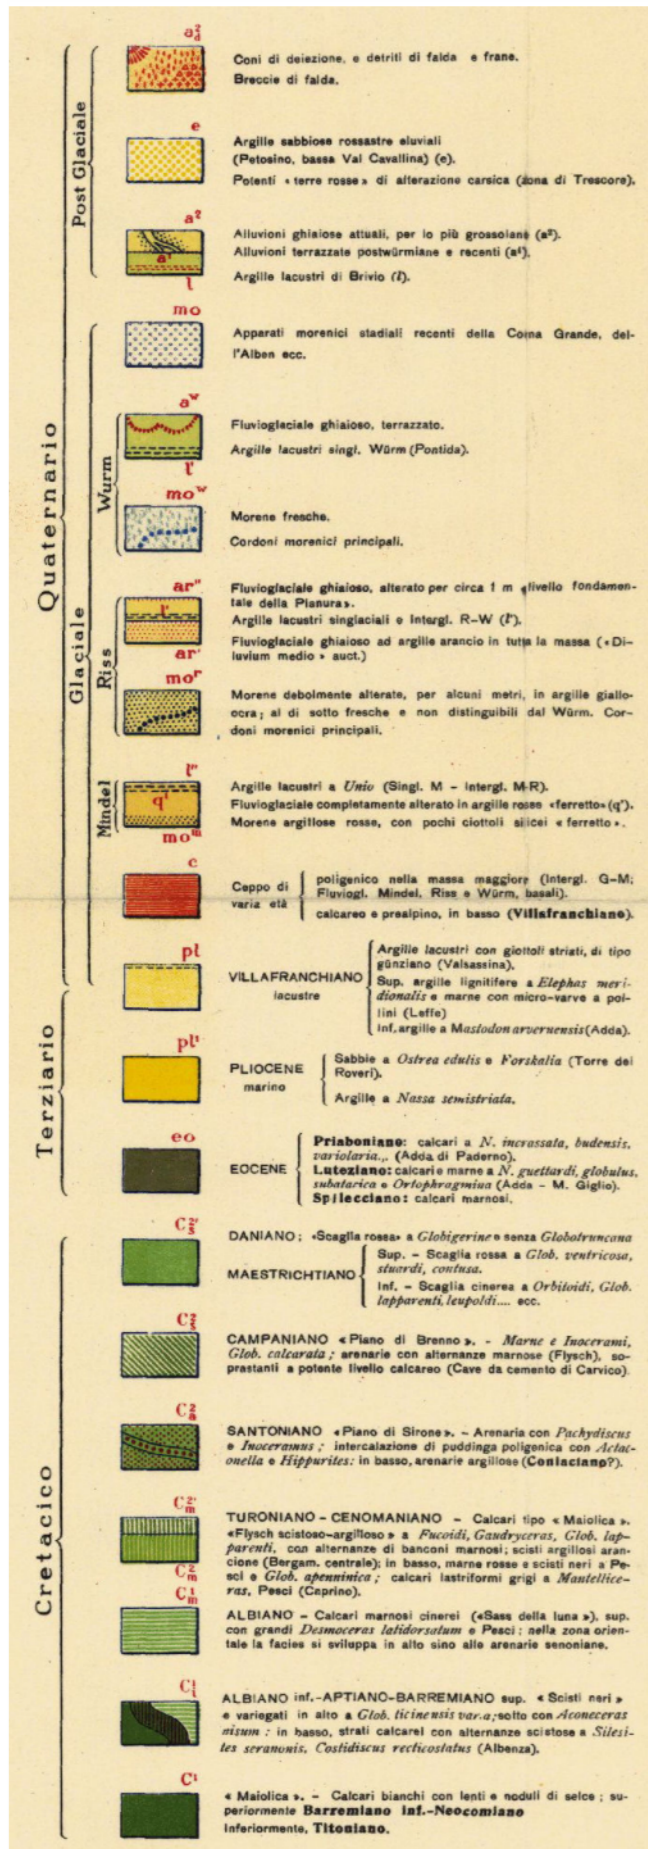 a²d
Coni di deiezione, e detriti di falda e frane.
Breccie di falda.
Post Glaciale
e
Argille sabbiose rossastre eluviali
(Petosino, bassa Val Cavallina) (e).
Potenti «terre rosse» di alterazione carsica (zona di Trescore).
a²
Alluvioni ghiaiose attuali, per lo più grossolane (a²).
a¹
Alluvioni terrazzate postwürmiane e recenti (a¹).
l
Argille lacustri di Brivio (l).
Quaternario
Glaciale
mo
Apparati morenici stadiali recenti della Corna Grande, del-
l'Alben ecc.
Wurm
aʷ
Fluvioglaciale ghiaioso, terrazzato.
l'
Argille lacustri singl. Würm (Pontida).
moʷ
Morene fresche.
Cordoni morenici principali.
Riss
ar"
Fluvioglaciale ghiaioso, alterato per circa 1 m «livello fondamen-
tale della Pianura».
l"
Argille lacustri singlaciali e Intergl. R-W (l").
ar'
Fluvioglaciale ghiaioso ad argille arancio in tutta la massa («Di-
luvium medio» auct.)
moʳ
Morene debolmente alterate, per alcuni metri, in argille giallo-
ocra; al di sotto fresche e non distinguibili dal Würm. Cor-
doni morenici principali.
Mindel
l'''
Argille lacustri a Unio (Singl. M - Intergl. M-R).
q¹
Fluvioglaciale completamente alterato in argille rosse «ferretto» (q¹).
moᵐ
Morene argillose rosse, con pochi ciottoli silicei «ferretto».
c
Ceppo di
varia età
poligenico nella massa maggiore (Intergl. G-M;
Fluviogl. Mindel, Riss e Würm, basali).
calcareo e prealpino, in basso (Villafranchiano).
Terziario
pl
VILLAFRANCHIANO
lacustre
Argille lacustri con ciottoli striati, di tipo
günziano (Valsassina).
Sup. argille lignitifere a Elephas meri-
dionalis e marne con micro-varve a pol-
lini (Leffe)
Inf. argille a Mastodon arvernensis (Adda).
pl¹
PLIOCENE
marino
Sabbie a Ostrea edulis e Forskalia (Torre dei
Roveri).
Argille a Nassa semistriata.
eo
EOCENE
Priaboniano: calcari a N. incrassata, budensis,
variolaria... (Adda di Paderno).
Luteziano: calcari e marne a N. guettardi, globulus,
subatacica e Ortophragmina (Adda - M. Giglio).
Spilecciano: calcari marnosi.
Cretacico
DANIANO; «Scaglia rossa» a Globigerine e senza Globotruncana
MAESTRICHTIANO
Sup. - Scaglia rossa a Glob. ventricosa,
stuardi, contusa.
Inf. - Scaglia cinerea a Orbitoidi, Glob.
lapparenti, leupoldi.... ecc.
C²s
CAMPANIANO «Piano di Brenno». - Marne e Inocerami,
Glob. calcarata; arenarie con alternanze marnose (Flysch), so-
prastanti a potente livello calcareo (Cave da cemento di Carvico).
C²a
SANTONIANO «Piano di Sirone». - Arenaria con Pachydiscus
e Inoceramus; intercalazione di puddinga poligenica con Actae-
onella e Hippurites: in basso, arenarie argillose (Coniaciano?).
C²'m
TURONIANO - CENOMANIANO - Calcari tipo «Maiolica».
«Flysch scistoso-argilloso» a Fucoidi, Gaudryceras, Glob. lap-
parenti, con alternanze di banconi marnosi; scisti argillosi aran-
cione (Bergam. centrale); in basso, marne rosse e scisti neri a Pe-
sci e Glob. apenninica; calcari lastriformi grigi a Mantellice-
ras, Pesci (Caprino).
C²m
C¹m
ALBIANO - Calcari marnosi cinerei («Sass della luna»), sup.
con grandi Desmoceras latidorsatum e Pesci; nella zona orien-
tale la facies si sviluppa in alto sino alle arenarie senoniane.
ALBIANO inf.-APTIANO-BARREMIANO sup. «Scisti neri»
e variegati in alto a Glob. ticinensis var. a; sotto con Aconeceras
nisum: in basso, strati calcarei con alternanze scistose a Silesi-
tes seranonis, Costidiscus recticostatus (Albenza).
C¹
«Maiolica». - Calcari bianchi con lenti e noduli di selce; su-
periormente Barremiano inf.-Neocomiano
Inferiormente, Titoniano.